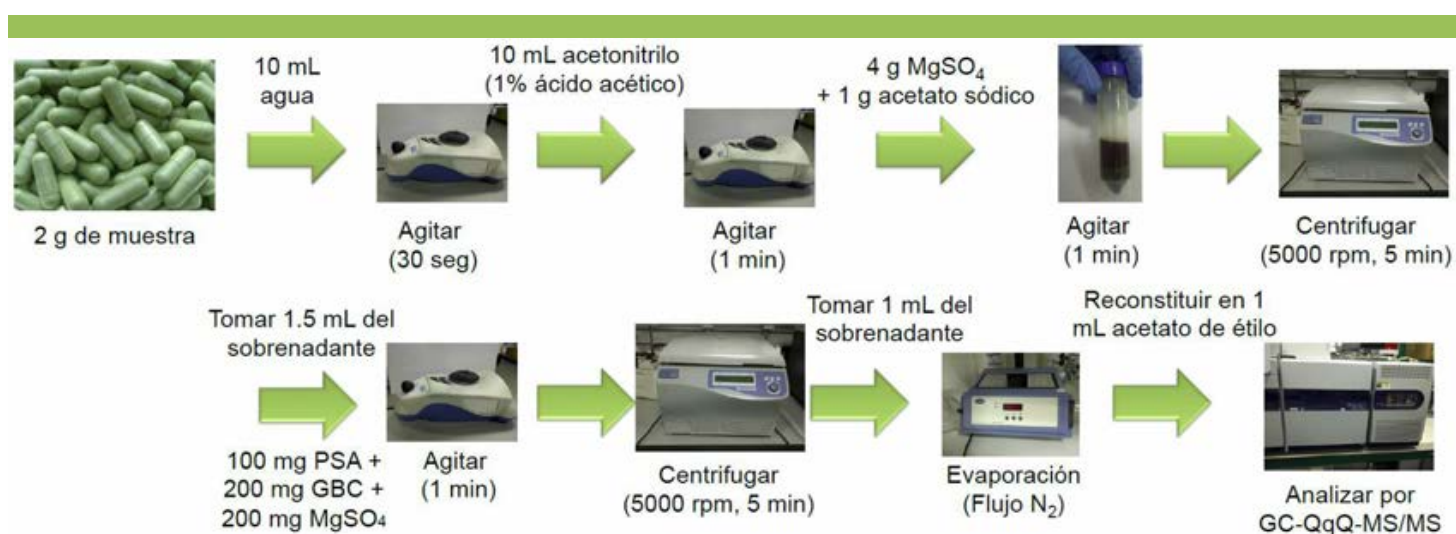 10 mL
agua
10 mL acetonitrilo
(1% ácido acético)
4 g MgSO₄
+ 1 g acetato sódico
2 g de muestra
Agitar
(30 seg)
Agitar
(1 min)
Agitar
(1 min)
Centrifugar
(5000 rpm, 5 min)
Tomar 1.5 mL del
sobrenadante
100 mg PSA +
200 mg GBC +
200 mg MgSO₄
Agitar
(1 min)
Centrifugar
(5000 rpm, 5 min)
Tomar 1 mL del
sobrenadante
Evaporación
(Flujo N₂)
Reconstituir en 1
mL acetato de étilo
Analizar por
GC-QqQ-MS/MS